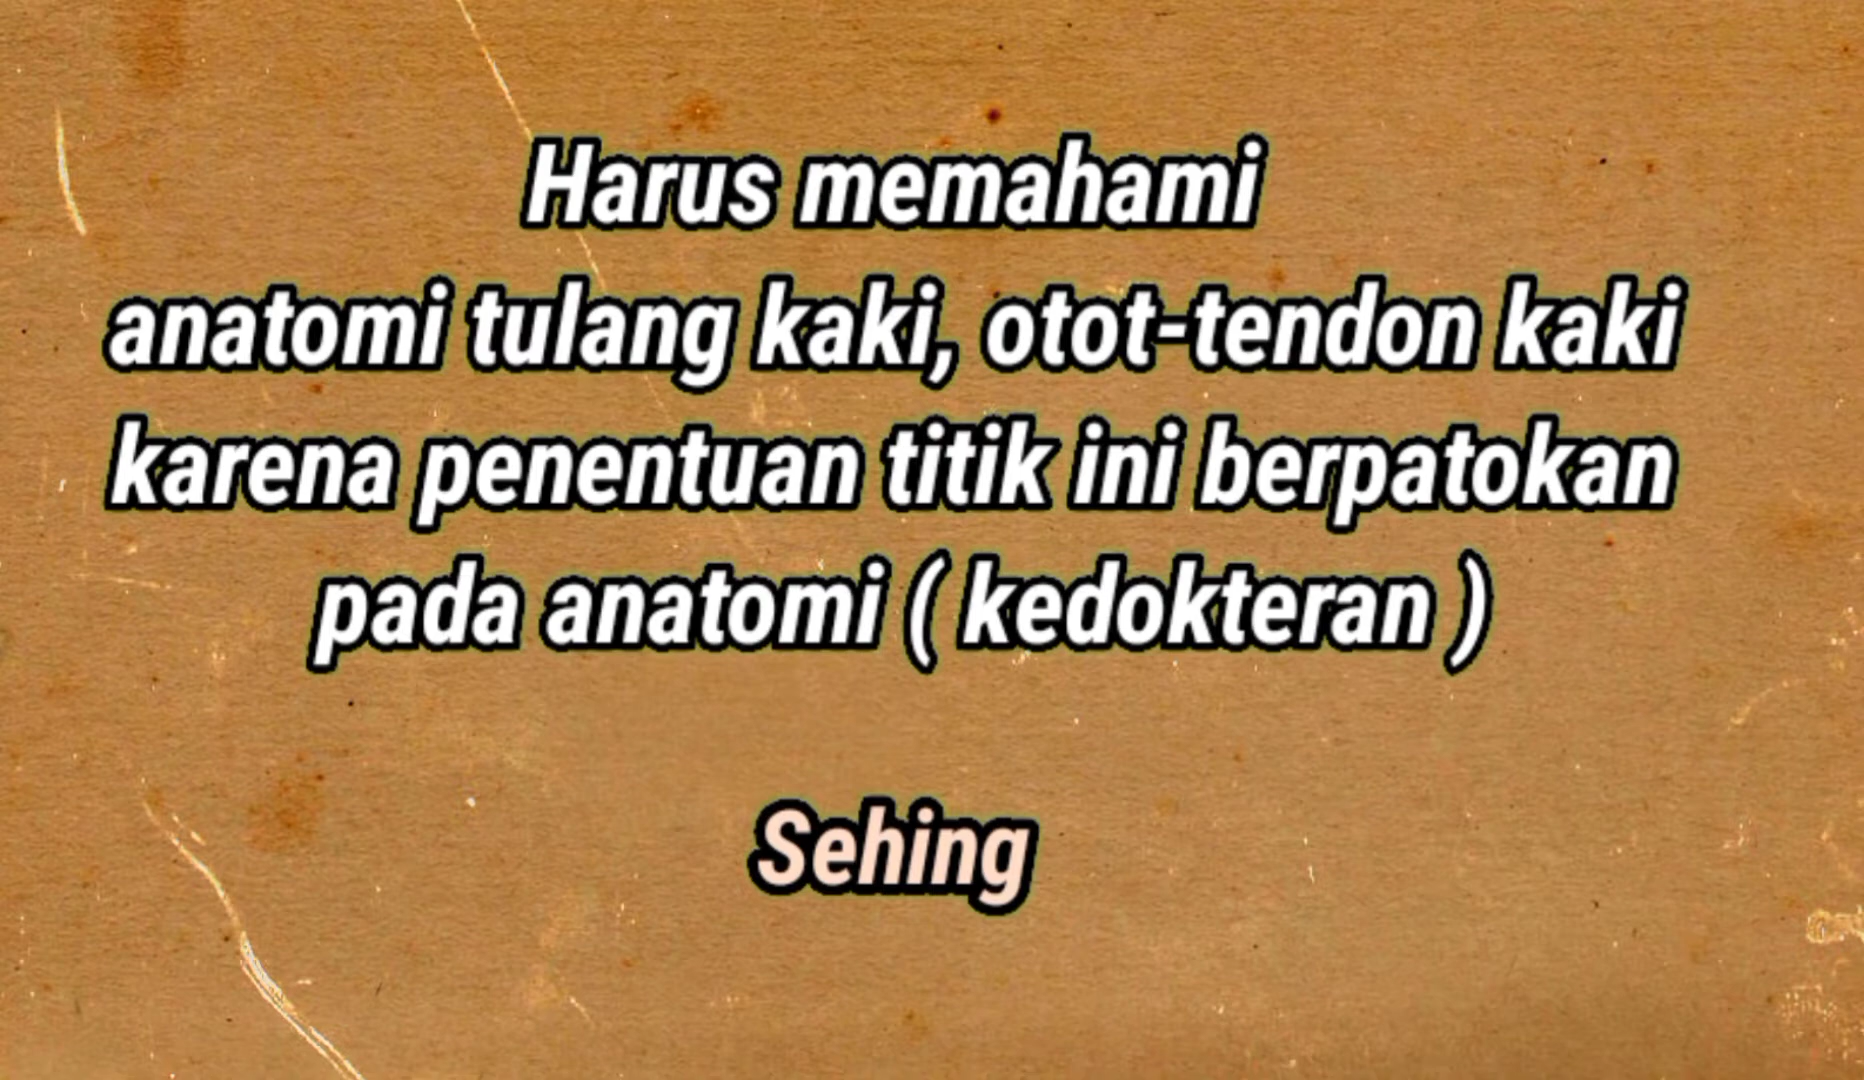 Harus memahami
anatomi tulang kaki, otot-tendon kaki
karena penentuan titik ini berpatokan
pada anatomi ( kedokteran )
Sehing